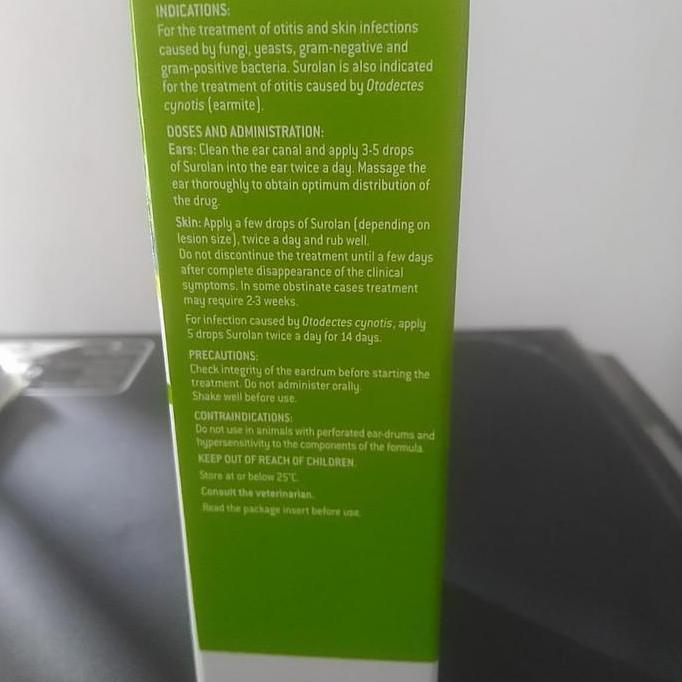 INDICATIONS:
For the treatment of otitis and skin infections
caused by fungi, yeasts, gram-negative and
gram-positive bacteria. Surolan is also indicated
for the treatment of otitis caused by Otodectes
cynotis (earmite).
DOSES AND ADMINISTRATION:
Ears: Clean the ear canal and apply 3-5 drops
of Surolan into the ear twice a day. Massage the
ear thoroughly to obtain optimum distribution of
the drug.
Skin: Apply a few drops of Surolan (depending on
lesion size), twice a day and rub well.
Do not discontinue the treatment until a few days
after complete disappearance of the clinical
symptoms. In some obstinate cases treatment
may require 2-3 weeks.
For infection caused by Otodectes cynotis, apply
5 drops Surolan twice a day for 14 days.
PRECAUTIONS:
Check integrity of the eardrum before starting the
treatment. Do not administer orally.
Shake well before use.
CONTRAINDICATIONS:
Do not use in animals with perforated ear-drums and
hypersensitivity to the components of the formula.
KEEP OUT OF REACH OF CHILDREN.
Store at or below 25°C.
Consult the veterinarian.
Read the package insert before use.